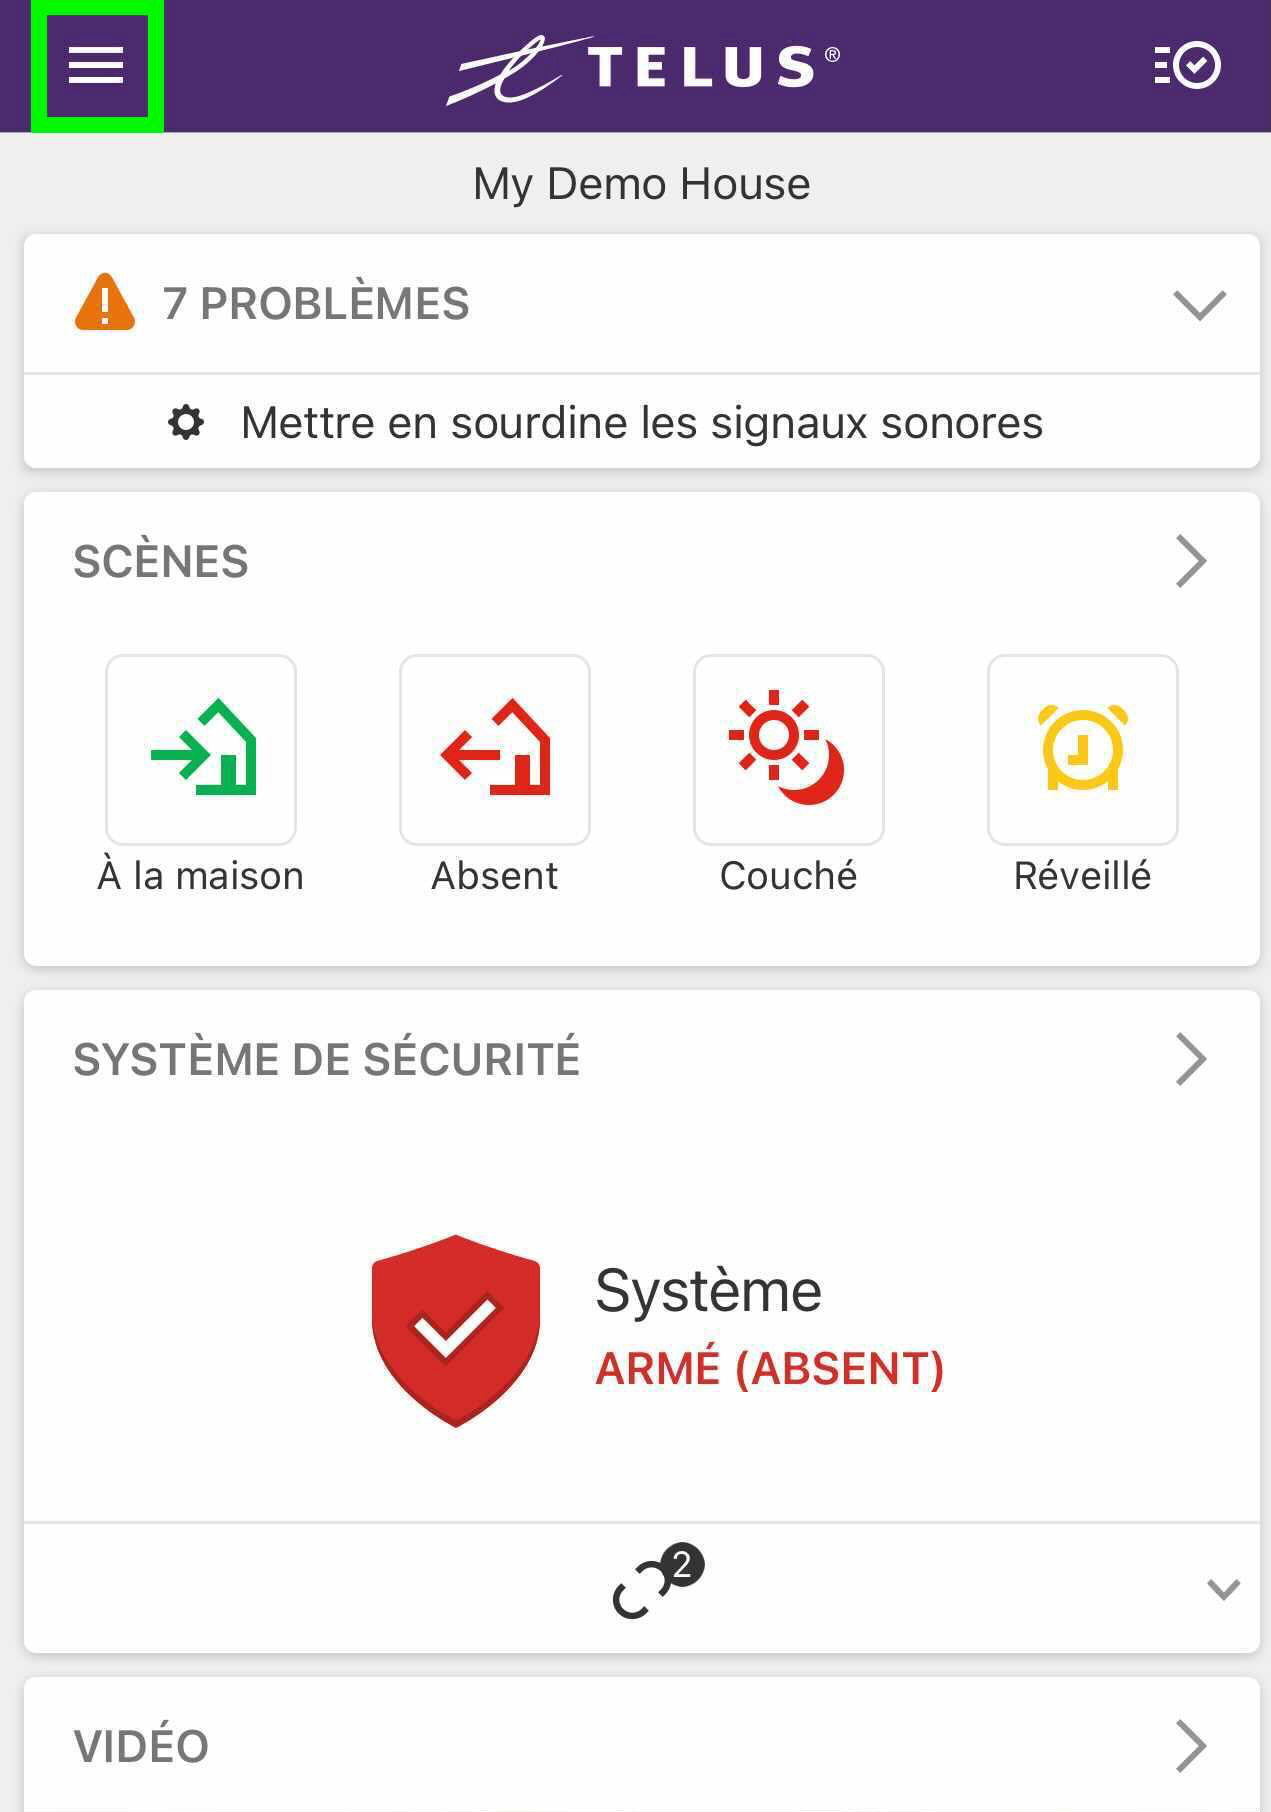 TELUS®
My Demo House
7 PROBLÈMES
Mettre en sourdine les signaux sonores
SCÈNES
À la maison
Absent
Couché
Réveillé
SYSTÈME DE SÉCURITÉ
Système
ARMÉ (ABSENT)
2
VIDÉO